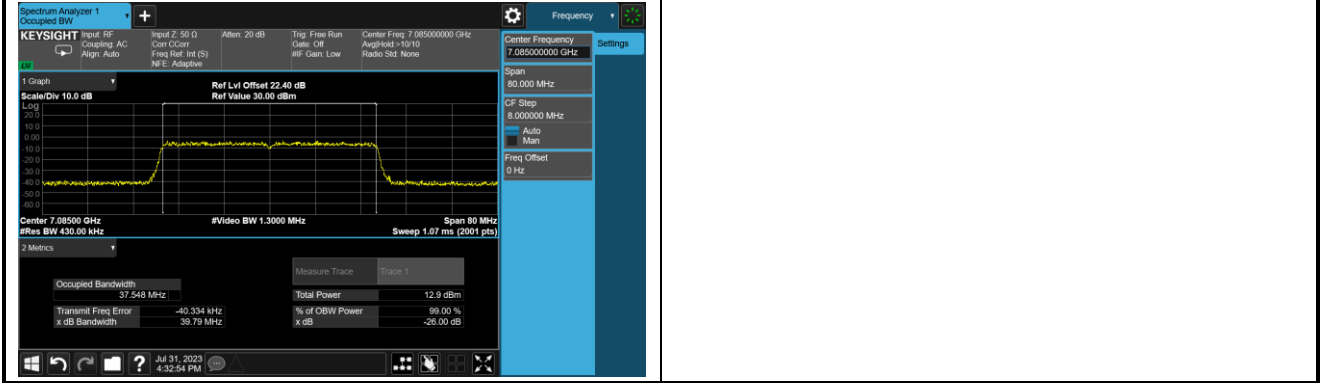 Spectrum Analyzer 1
Occupied BW
Frequency
KEYSIGHT
Input: RF
Coupling: AC
Align: Auto
Input Z: 50 Ω
Corr CCorr
Freq Ref: Int (S)
NFE: Adaptive
Atten: 20 dB
Trig: Free Run
Gate: Off
#IF Gain: Low
Center Freq: 7.085000000 GHz
Avg|Hold:>10/10
Radio Std: None
Center Frequency
7.085000000 GHz
Settings
Span
80.000 MHz
CF Step
8.000000 MHz
Auto
Man
Freq Offset
0 Hz
1 Graph
Scale/Div 10.0 dB
Ref Lvl Offset 22.40 dB
Ref Value 30.00 dBm
Log
20.0
10.0
0.00
-10.0
-20.0
-30.0
-40.0
-50.0
-60.0
Center 7.08500 GHz
#Video BW 1.3000 MHz
Span 80 MHz
#Res BW 430.00 kHz
Sweep 1.07 ms (2001 pts)
2 Metrics
Measure Trace
Trace 1
Occupied Bandwidth
37.548 MHz
Total Power
12.9 dBm
Transmit Freq Error
-40.334 kHz
% of OBW Power
99.00 %
x dB Bandwidth
39.79 MHz
x dB
-26.00 dB
?
Jul 31, 2023
4:32:54 PM